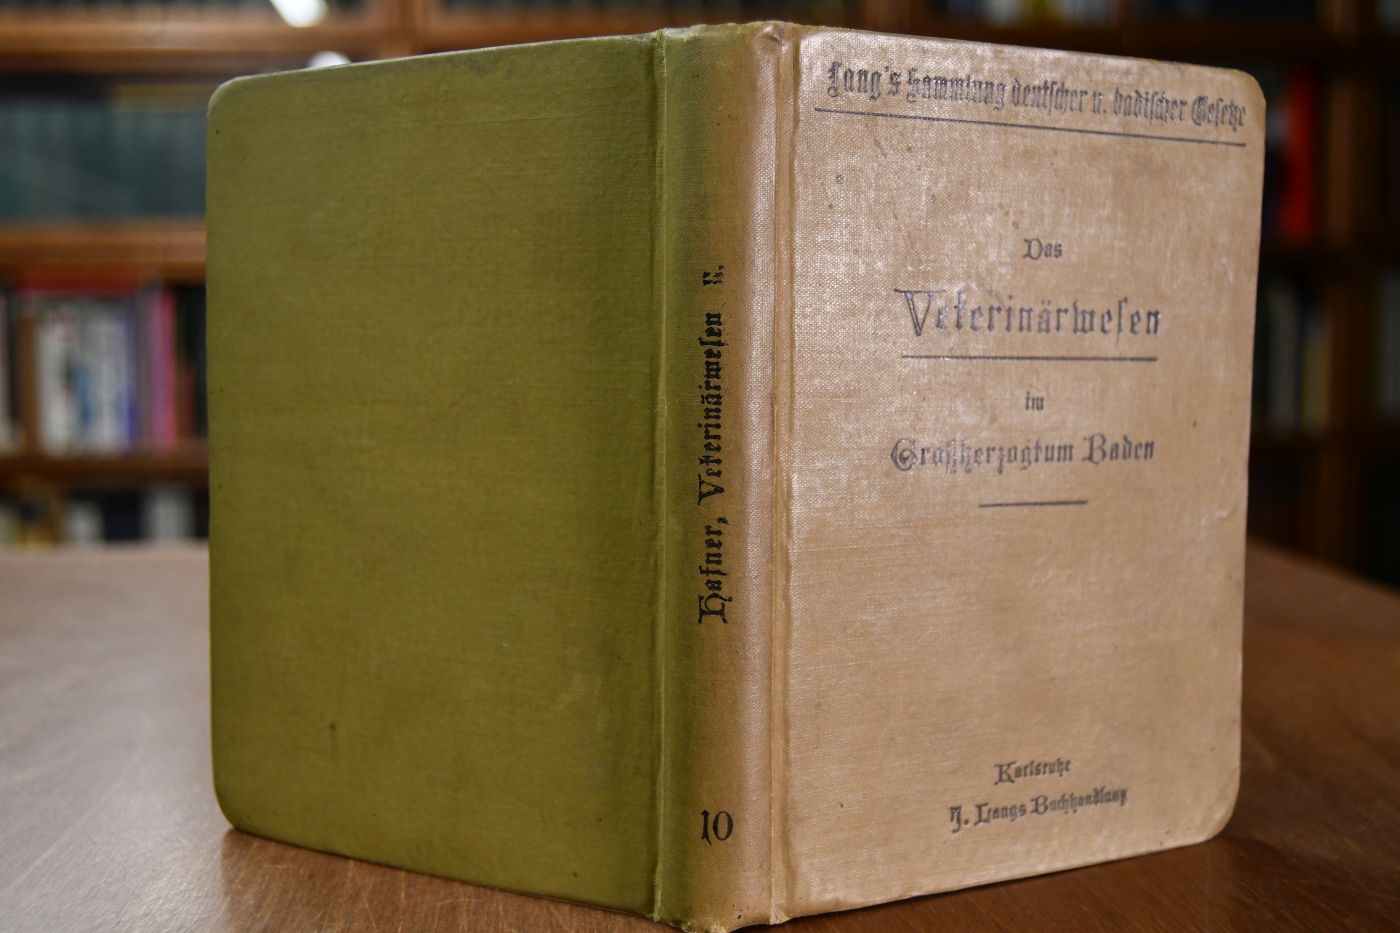 Lang's Sammlung deutscher u. badischer Gesetze
Das
Veterinärwesen
im
Großherzogtum Baden
Karlsruhe
J. Langs Buchhandlung
Hafner, Veterinärwesen u.
10